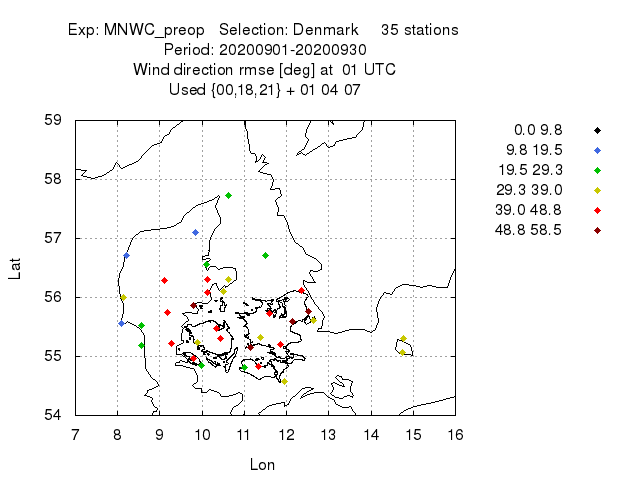 Exp: MNWC_preop Selection: Denmark 35 stations
Period: 20200901-20200930
Wind direction rmse [deg] at 01 UTC
Used {00,18,21} + 01 04 07
0.0 9.8
9.8 19.5
19.5 29.3
29.3 39.0
39.0 48.8
48.8 58.5
59
58
57
56
55
54
Lat
7 8 9 10 11 12 13 14 15 16
Lon